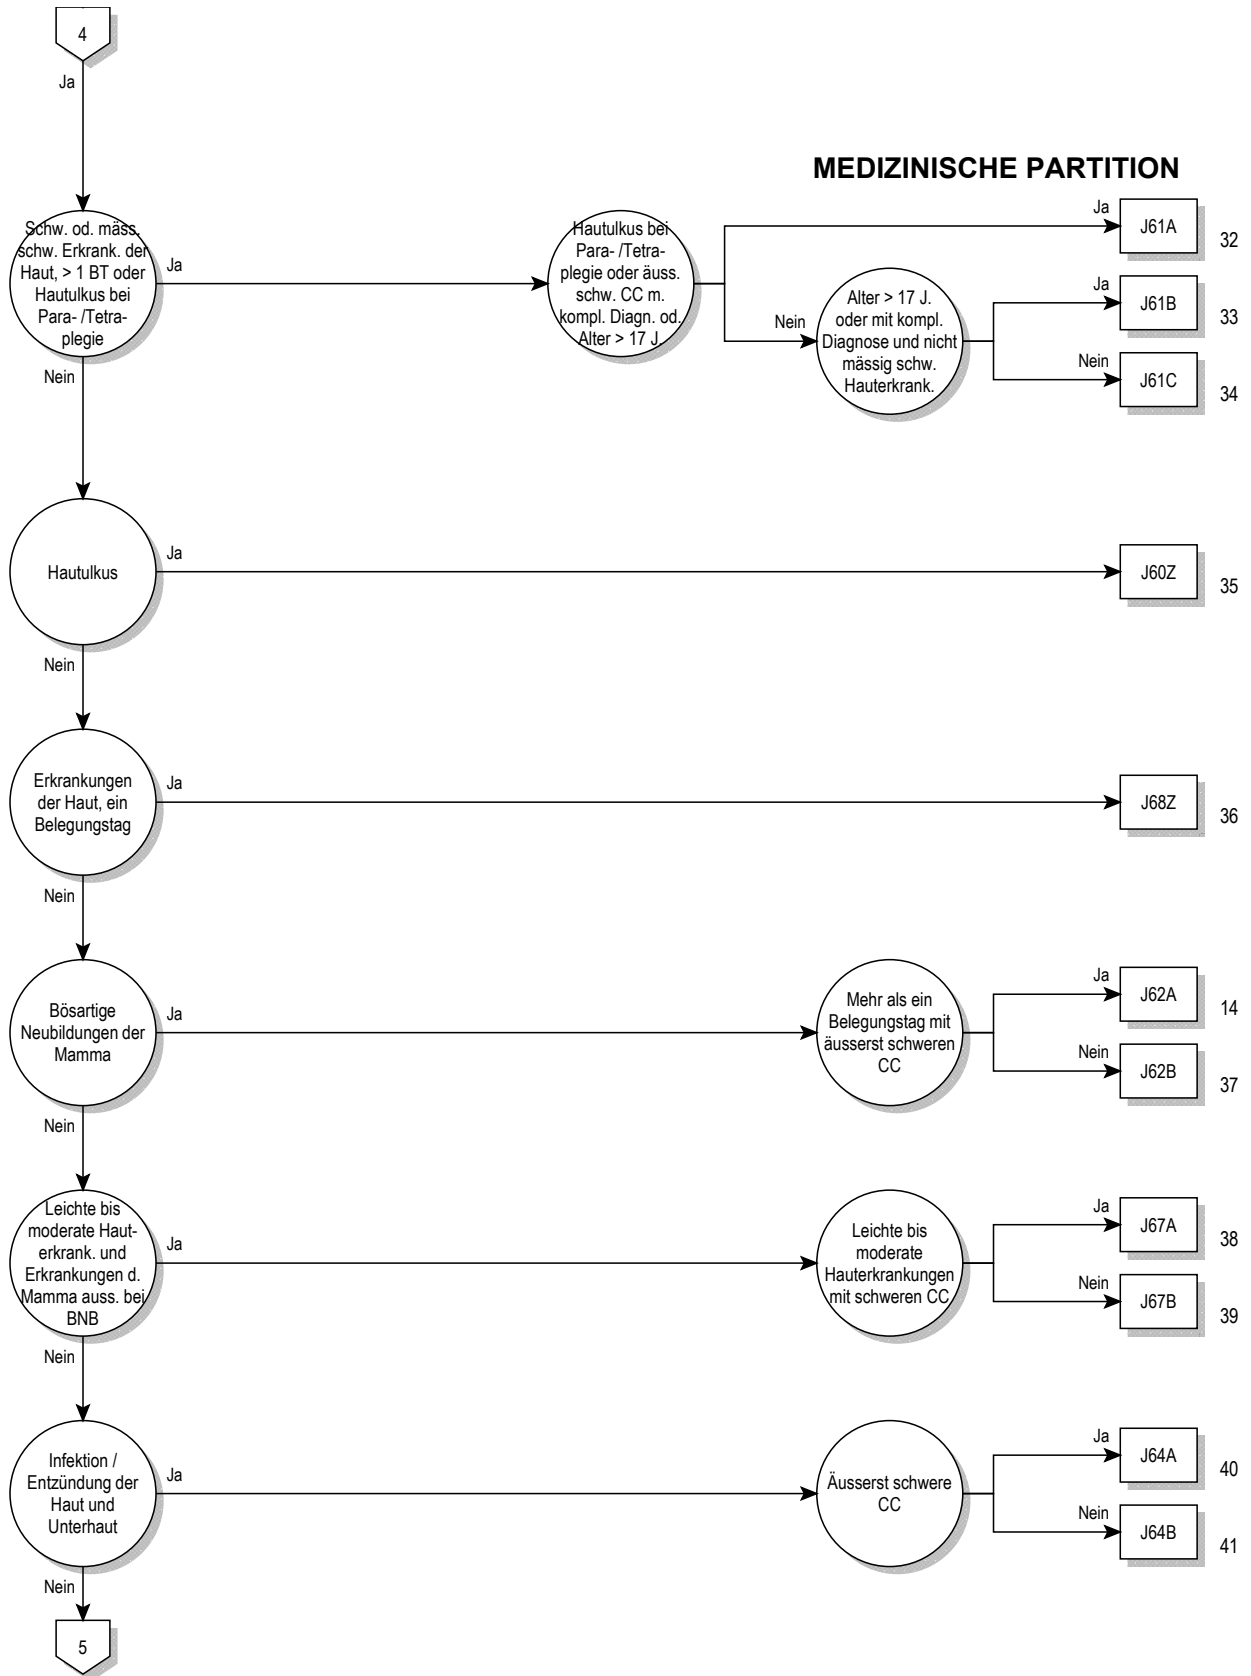 4
Ja
MEDIZINISCHE PARTITION
Schw. od. mäss.
schw. Erkrank. der
Haut, > 1 BT oder
Hautulkus bei
Para- /Tetra-
plegie
Ja
Nein
Hautulkus bei
Para- /Tetra-
plegie oder äuss.
schw. CC m.
kompl. Diagn. od.
Alter > 17 J.
Ja
J61A
32
Nein
Alter > 17 J.
oder mit kompl.
Diagnose und nicht
mässig schw.
Hauterkrank.
Ja
J61B
33
Nein
J61C
34
Hautulkus
Ja
J60Z
35
Nein
Erkrankungen
der Haut, ein
Belegungstag
Ja
J68Z
36
Nein
Bösartige
Neubildungen der
Mamma
Ja
Mehr als ein
Belegungstag mit
äusserst schweren
CC
Ja
J62A
14
Nein
J62B
37
Nein
Leichte bis
moderate Haut-
erkrank. und
Erkrankungen d.
Mamma auss. bei
BNB
Ja
Leichte bis
moderate
Hauterkrankungen
mit schweren CC
Ja
J67A
38
Nein
J67B
39
Nein
Infektion /
Entzündung der
Haut und
Unterhaut
Ja
Äusserst schwere
CC
Ja
J64A
40
Nein
J64B
41
Nein
5